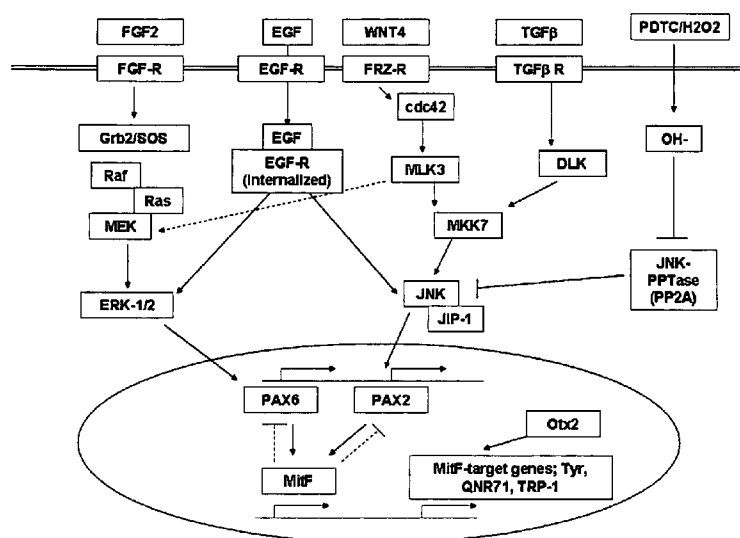 FGF2
EGF
WNT4
TGFβ
PDTC/H2O2
FGF-R
EGF-R
FRZ-R
TGFβ R
cdc42
Grb2/SOS
EGF
OH-
EGF-R
(internalized)
MLK3
DLK
Raf
Ras
MEK
MKK7
JNK-
PPTase
(PP2A)
ERK-1/2
JNK
JIP-1
PAX6
PAX2
Otx2
MitF
MitF-target genes; Tyr,
QNR71, TRP-1